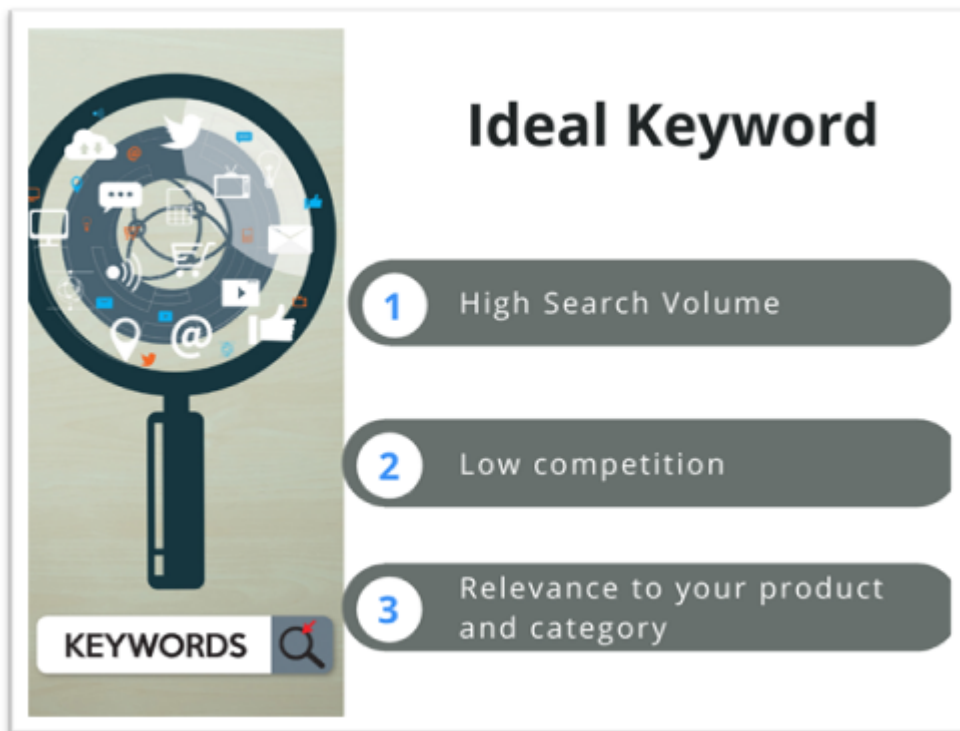 Ideal Keyword
1 High Search Volume
2 Low competition
3 Relevance to your product
and category
KEYWORDS